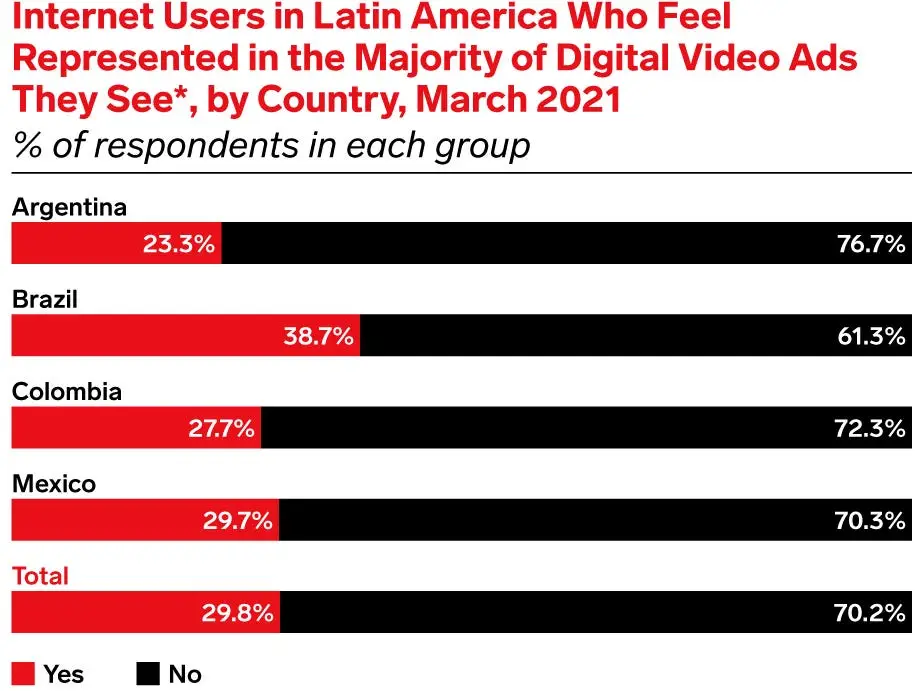 Internet Users in Latin America Who Feel
Represented in the Majority of Digital Video Ads
They See*, by Country, March 2021
% of respondents in each group
Argentina
23.3% 76.7%
Brazil
38.7% 61.3%
Colombia
27.7% 72.3%
Mexico
29.7% 70.3%
Total
29.8% 70.2%
Yes No